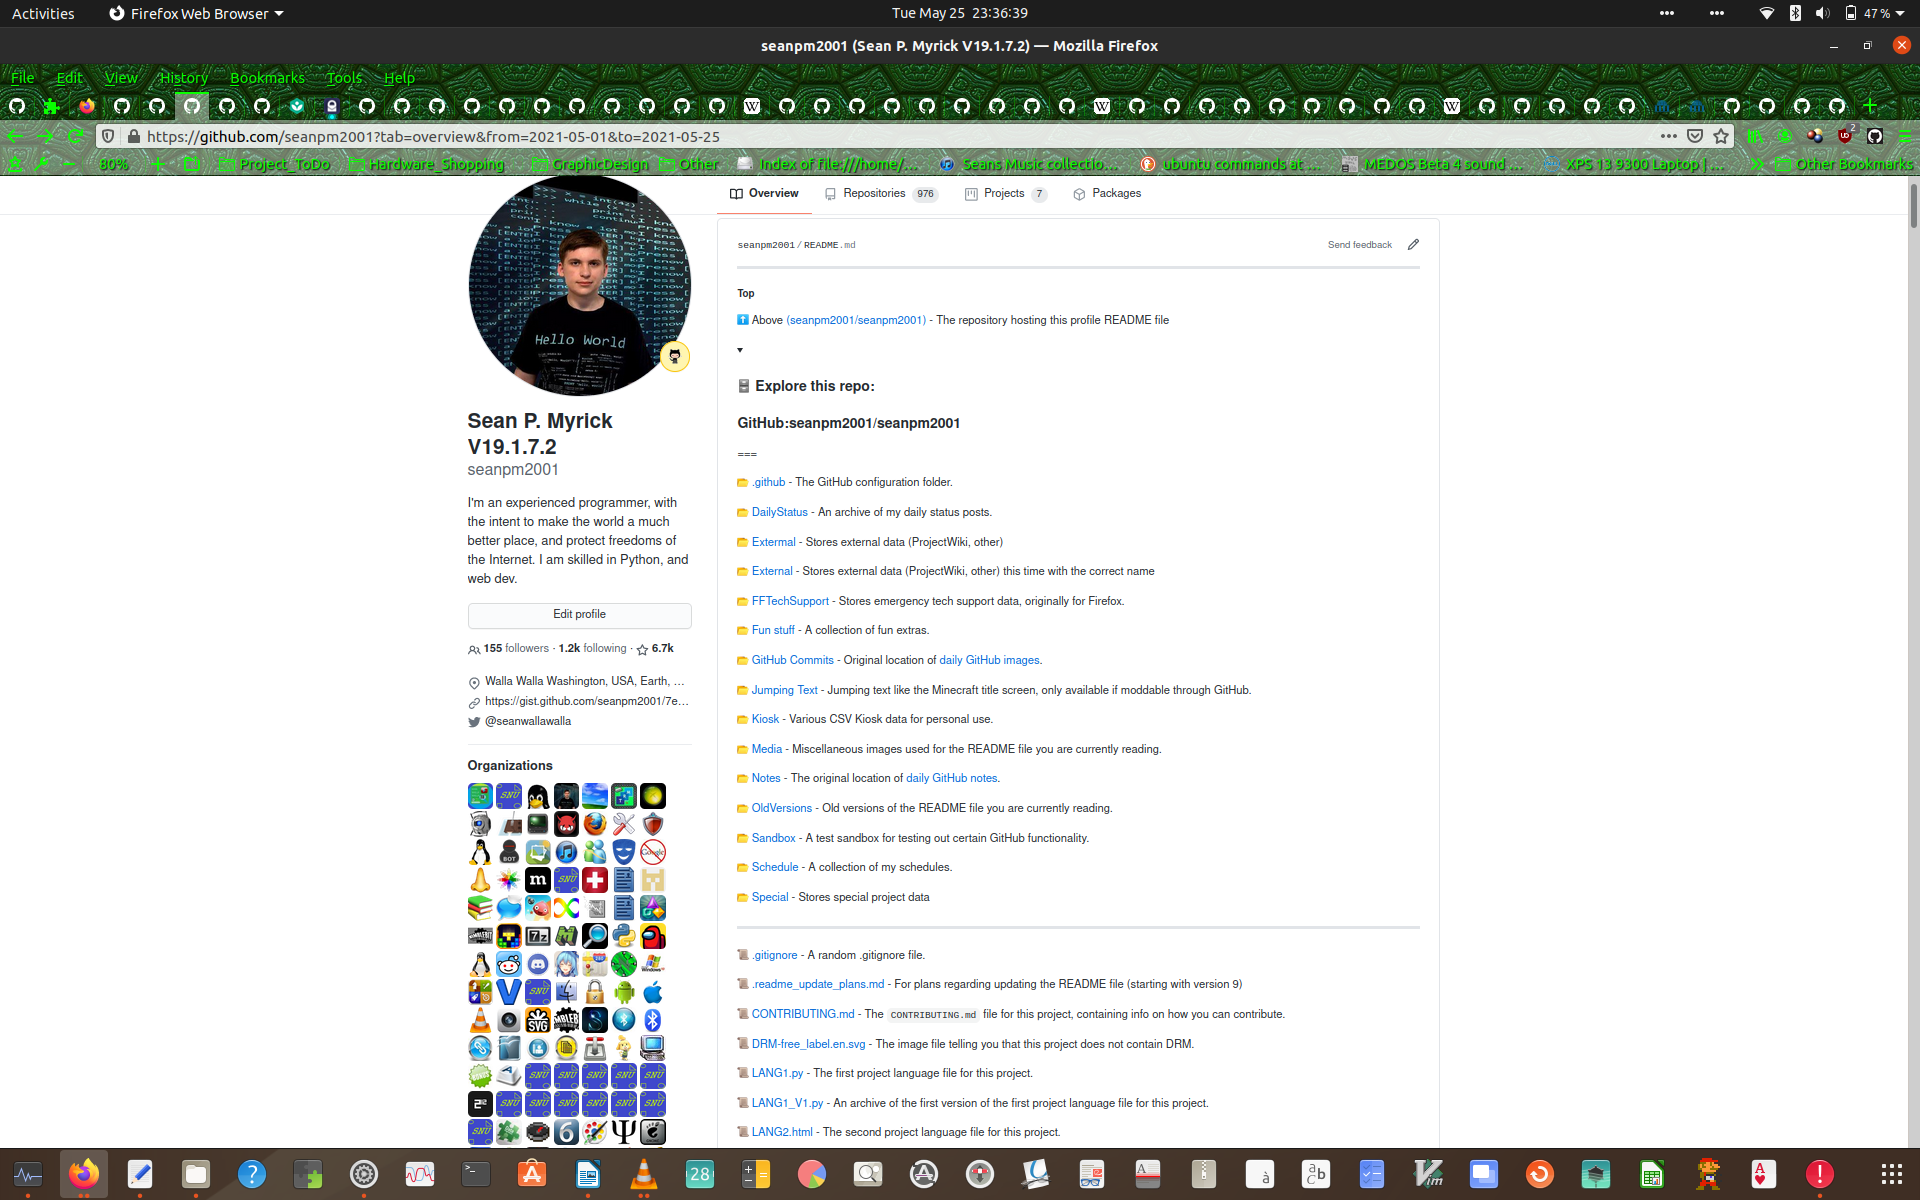 Activities
Firefox Web Browser
Tue May 25 23:36:39
47 %
seanpm2001 (Sean P. Myrick V19.1.7.2) — Mozilla Firefox
File Edit View History Bookmarks Tools Help
https://github.com/seanpm2001?tab=overview&from=2021-05-01&to=2021-05-25
2
80%
Project_ToDo
Hardware_Shopping
GraphicDesign
Other
Index of file:///home/...
Seans Music collectio...
ubuntu commands at ...
MEDOS Beta 4 sound ...
XPS 13 9300 Laptop | ...
Other Bookmarks
Overview
Repositories 976
Projects 7
Packages
Hello World
Sean P. Myrick
V19.1.7.2
seanpm2001
I'm an experienced programmer, with
the intent to make the world a much
better place, and protect freedoms of
the Internet. I am skilled in Python, and
web dev.
Edit profile
155 followers · 1.2k following · 6.7k
Walla Walla Washington, USA, Earth, ...
https://gist.github.com/seanpm2001/7e...
@seanwallawalla
Organizations
seanpm2001/README.md
Send feedback
Top
Above (seanpm2001/seanpm2001) - The repository hosting this profile README file
Explore this repo:
GitHub:seanpm2001/seanpm2001
===
.github - The GitHub configuration folder.
DailyStatus - An archive of my daily status posts.
Extermal - Stores external data (ProjectWiki, other)
External - Stores external data (ProjectWiki, other) this time with the correct name
FFTechSupport - Stores emergency tech support data, originally for Firefox.
Fun stuff - A collection of fun extras.
GitHub Commits - Original location of daily GitHub images.
Jumping Text - Jumping text like the Minecraft title screen, only available if moddable through GitHub.
Kiosk - Various CSV Kiosk data for personal use.
Media - Miscellaneous images used for the README file you are currently reading.
Notes - The original location of daily GitHub notes.
OldVersions - Old versions of the README file you are currently reading.
Sandbox - A test sandbox for testing out certain GitHub functionality.
Schedule - A collection of my schedules.
Special - Stores special project data
.gitignore - A random .gitignore file.
.readme_update_plans.md - For plans regarding updating the README file (starting with version 9)
CONTRIBUTING.md - The CONTRIBUTING.md file for this project, containing info on how you can contribute.
DRM-free_label.en.svg - The image file telling you that this project does not contain DRM.
LANG1.py - The first project language file for this project.
LANG1_V1.py - An archive of the first version of the first project language file for this project.
LANG2.html - The second project language file for this project.
28